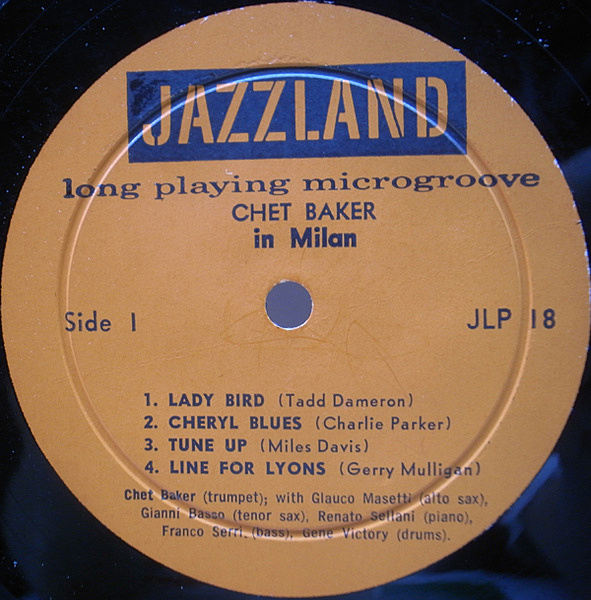 JAZZLAND
long playing microgroove
CHET BAKER
in Milan
Side 1
JLP 18
1. LADY BIRD (Tadd Dameron)
2. CHERYL BLUES (Charlie Parker)
3. TUNE UP (Miles Davis)
4. LINE FOR LYONS (Gerry Mulligan)
Chet Baker (trumpet); with Glauco Masetti (alto sax),
Gianni Basso (tenor sax), Renato Sellani (piano),
Franco Serri, (bass), Gene Victory (drums).